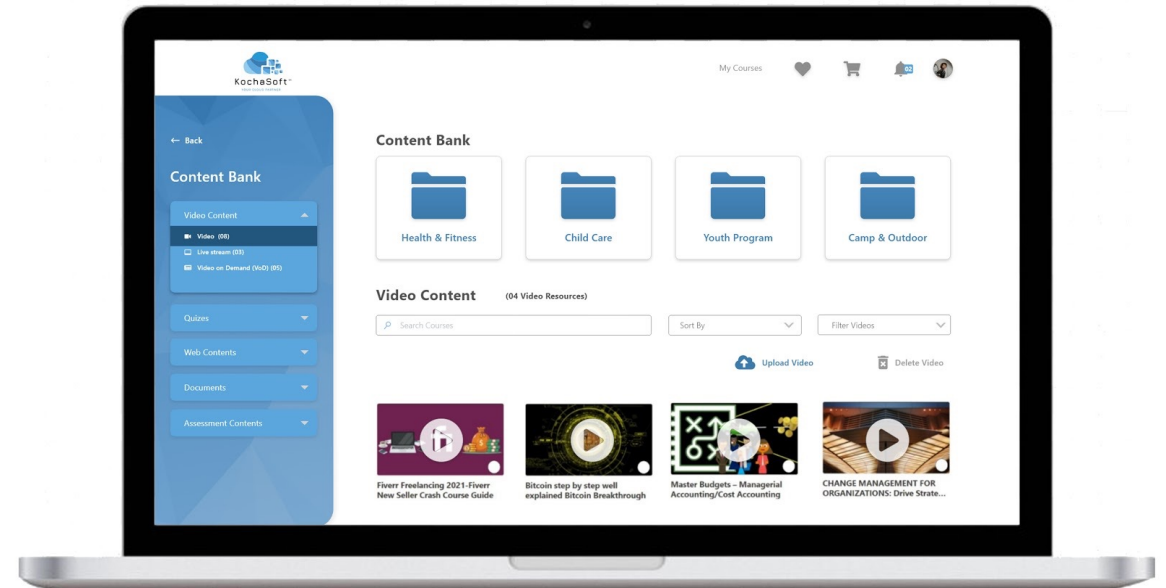 KochaSoft
My Courses
02
← Back
Content Bank
Video Content
Video (08)
Live stream (03)
Video on Demand (VoD) (05)
Quizes
Web Contents
Documents
Assessment Contents
Content Bank
Health & Fitness
Child Care
Youth Program
Camp & Outdoor
Video Content (04 Video Resources)
Search Courses
Sort By
Filter Videos
Upload Video
Delete Video
Fiverr Freelancing 2021-Fiverr
New Seller Crash Course Guide
Bitcoin step by step well
explained Bitcoin Breakthrough
Master Budgets – Managerial
Accounting/Cost Accounting
CHANGE MANAGEMENT FOR
ORGANIZATIONS: Drive Strate...